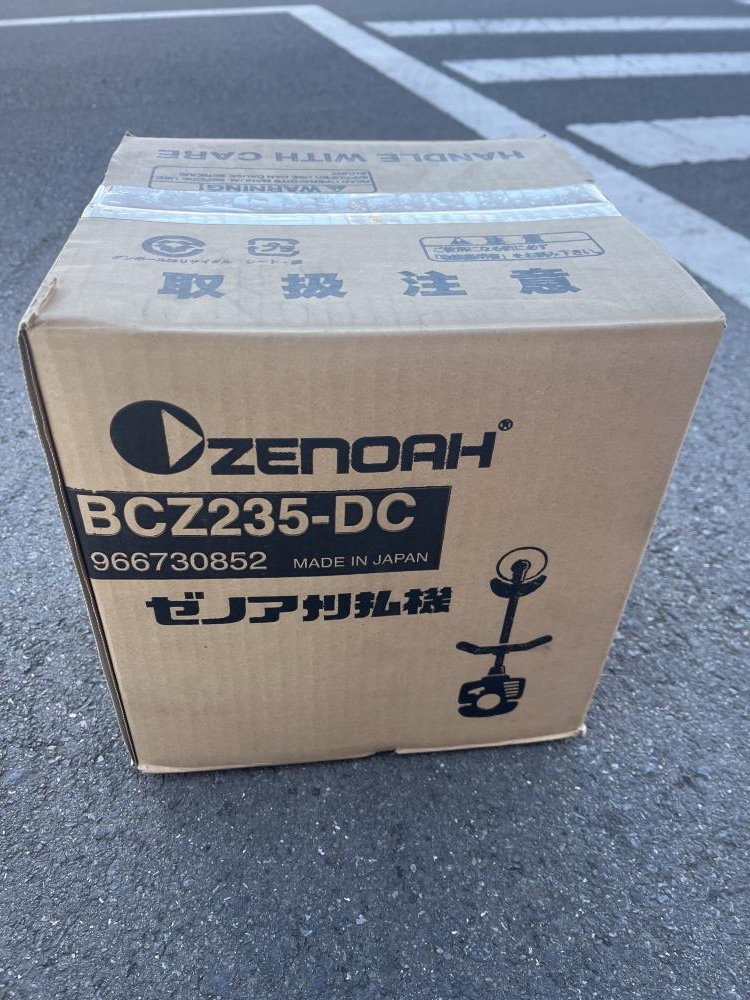 HANDLE WITH CARE
⚠ WARNING!
取扱注意
ZENOAH®
BCZ235-DC
966730852 MADE IN JAPAN
ゼノア刈払機